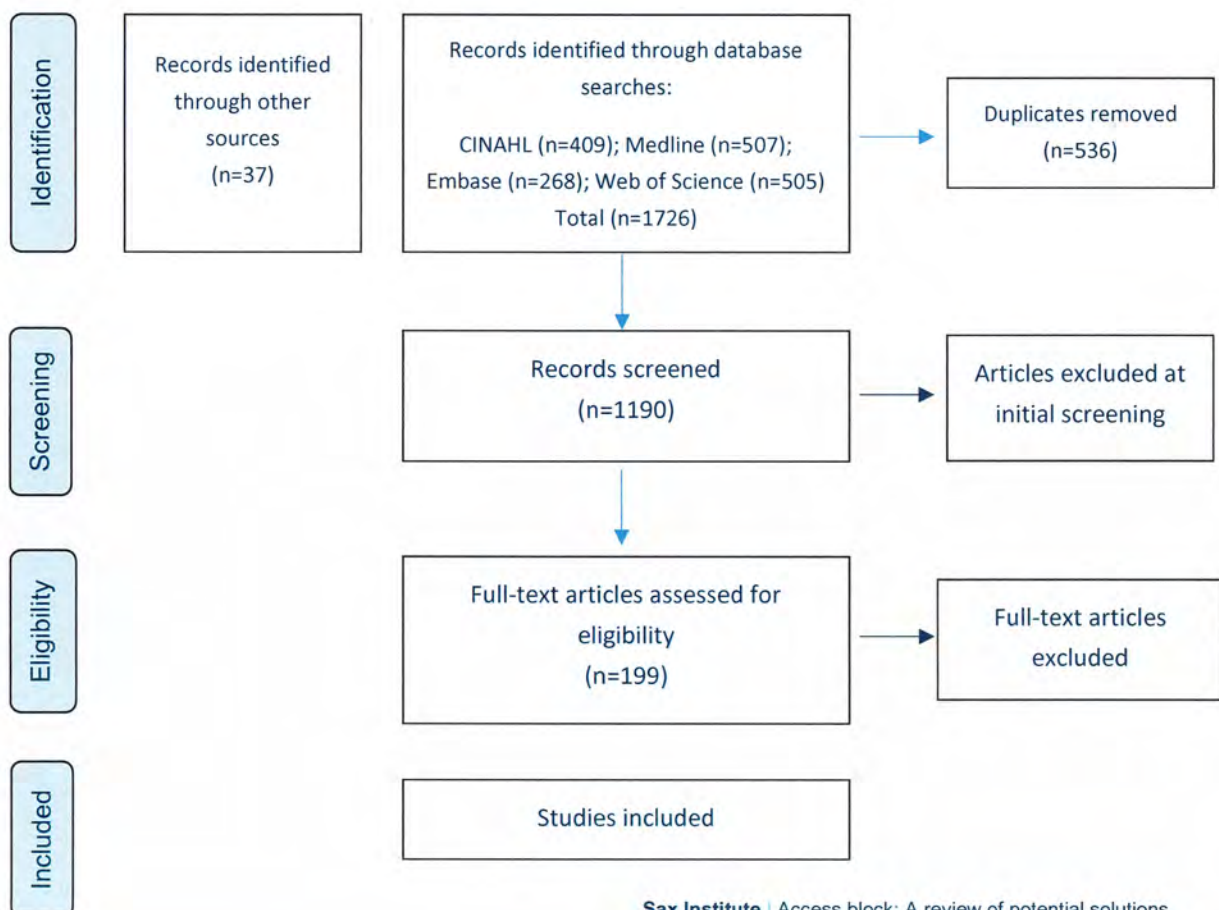 Identification
Records identified
through other
sources
(n=37)
Records identified through database
searches:
CINAHL (n=409); Medline (n=507);
Embase (n=268); Web of Science (n=505)
Total (n=1726)
Duplicates removed
(n=536)
Screening
Records screened
(n=1190)
Articles excluded at
initial screening
Eligibility
Full-text articles assessed for
eligibility
(n=199)
Full-text articles
excluded
Included
Studies included
Sax Institute | Access block: A review of potential solutions